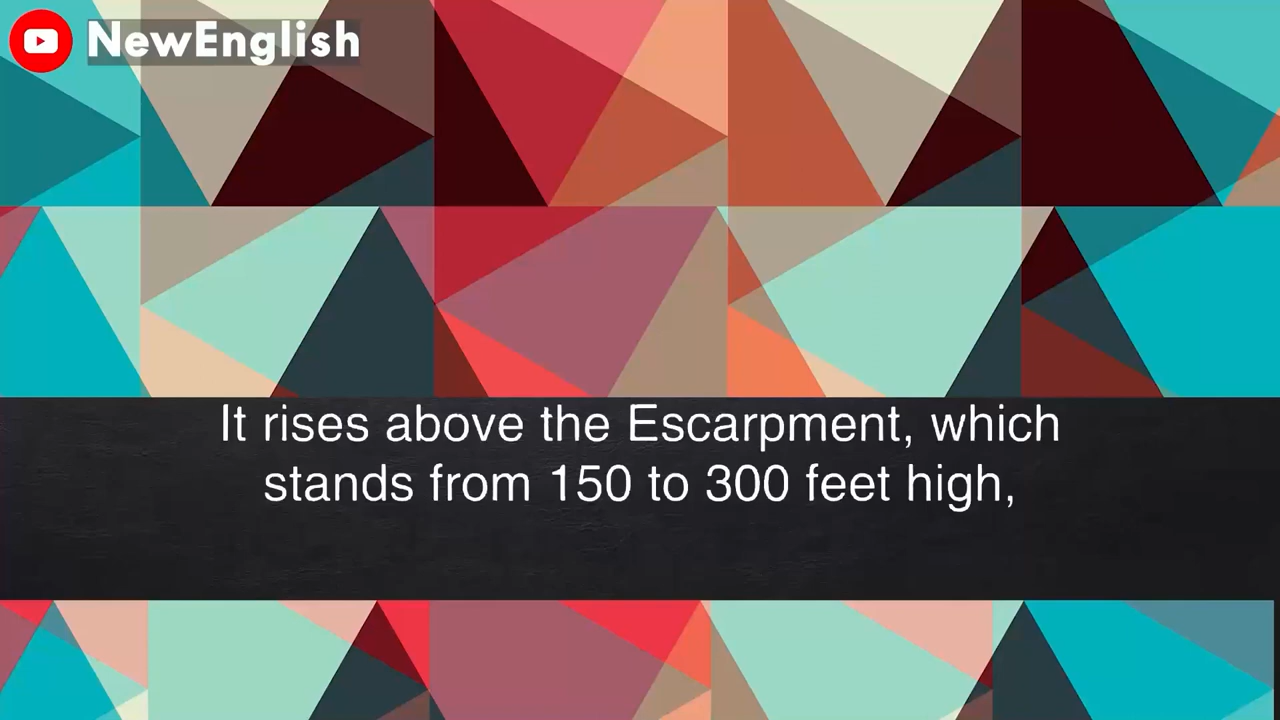 NewEnglish
It rises above the Escarpment, which
stands from 150 to 300 feet high,